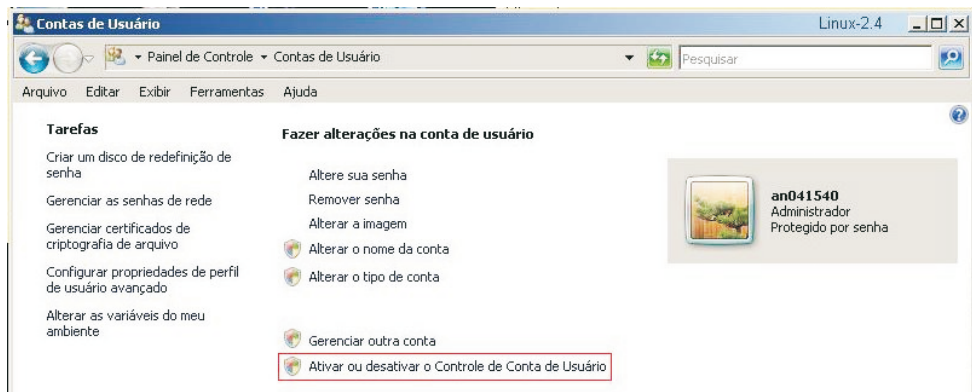 Contas de Usuário
Linux-2.4
Painel de Controle
Contas de Usuário
Pesquisar
Arquivo Editar Exibir Ferramentas Ajuda
Tarefas
Criar um disco de redefinição de
senha
Gerenciar as senhas de rede
Gerenciar certificados de
criptografia de arquivo
Configurar propriedades de perfil
de usuário avançado
Alterar as variáveis do meu
ambiente
Fazer alterações na conta de usuário
Altere sua senha
Remover senha
Alterar a imagem
Alterar o nome da conta
Alterar o tipo de conta
Gerenciar outra conta
Ativar ou desativar o Controle de Conta de Usuário
an041540
Administrador
Protegido por senha